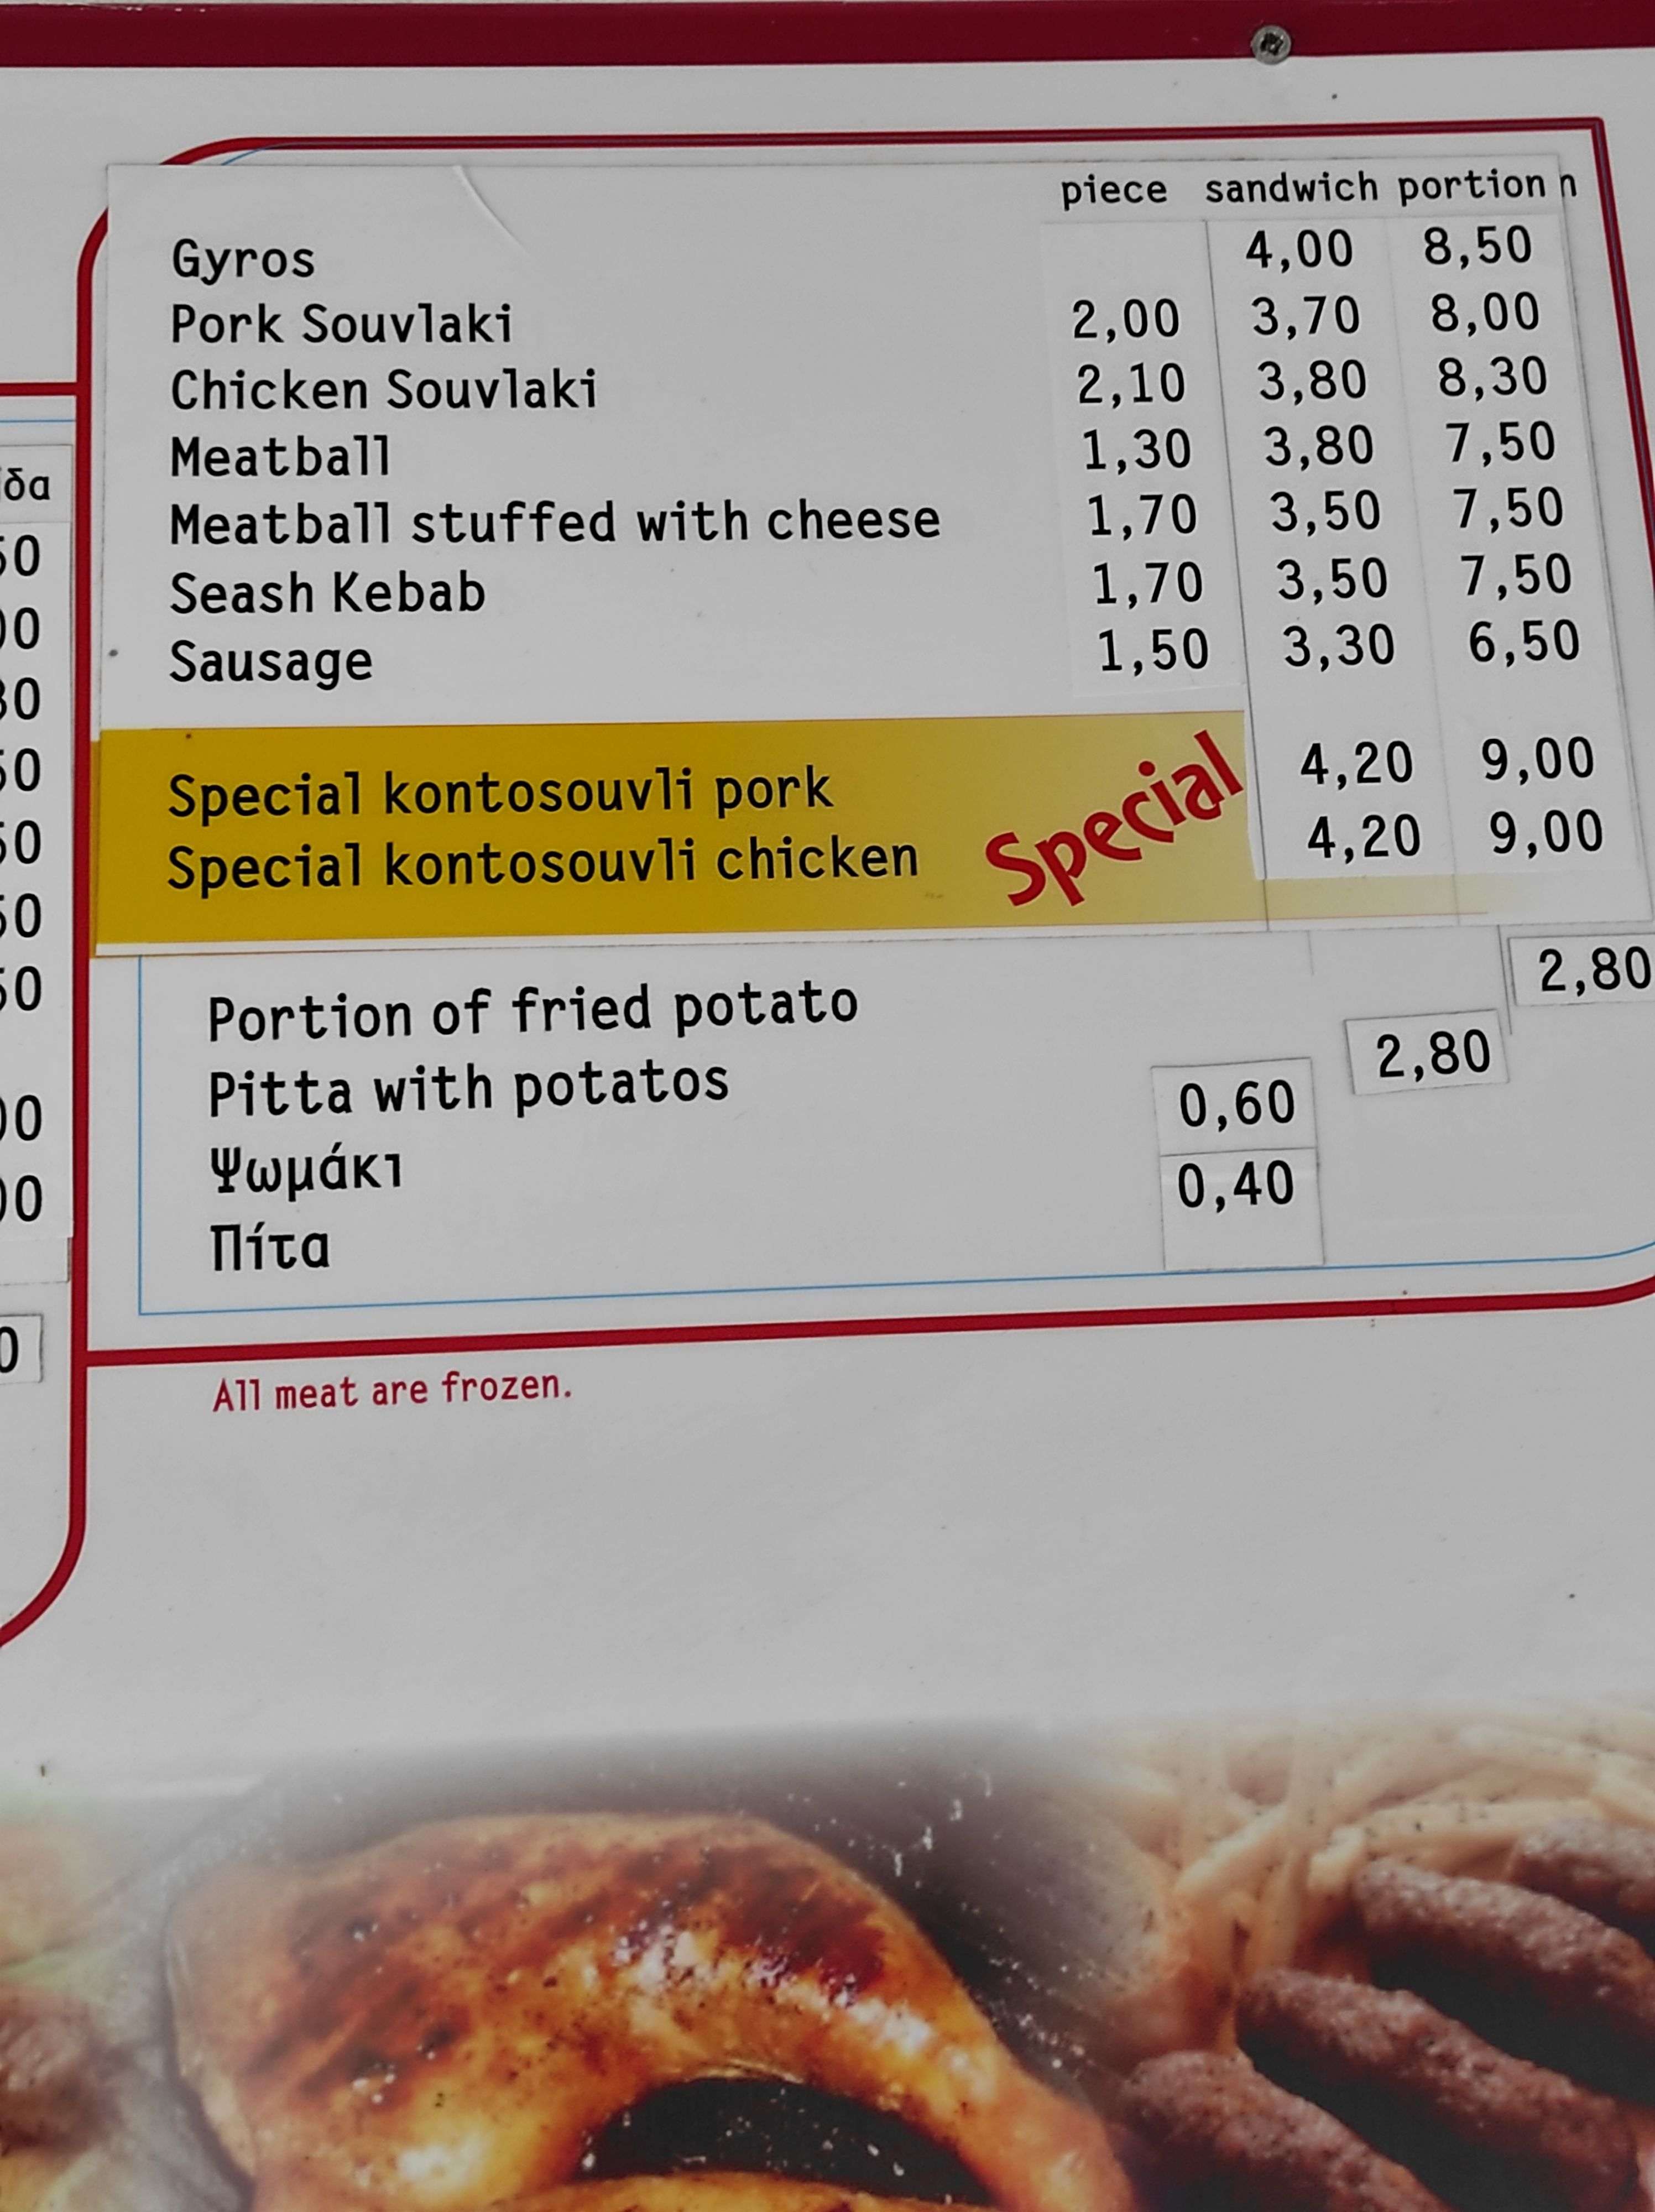 piece sandwich portion n
Gyros 4,00 8,50
Pork Souvlaki 2,00 3,70 8,00
Chicken Souvlaki 2,10 3,80 8,30
Meatball 1,30 3,80 7,50
Meatball stuffed with cheese 1,70 3,50 7,50
Seash Kebab 1,70 3,50 7,50
Sausage 1,50 3,30 6,50
Special kontosouvli pork 4,20 9,00
Special kontosouvli chicken 4,20 9,00
Special
Portion of fried potato 2,80
Pitta with potatos 2,80
Ψωμάκι 0,60
Πίτα 0,40
All meat are frozen.